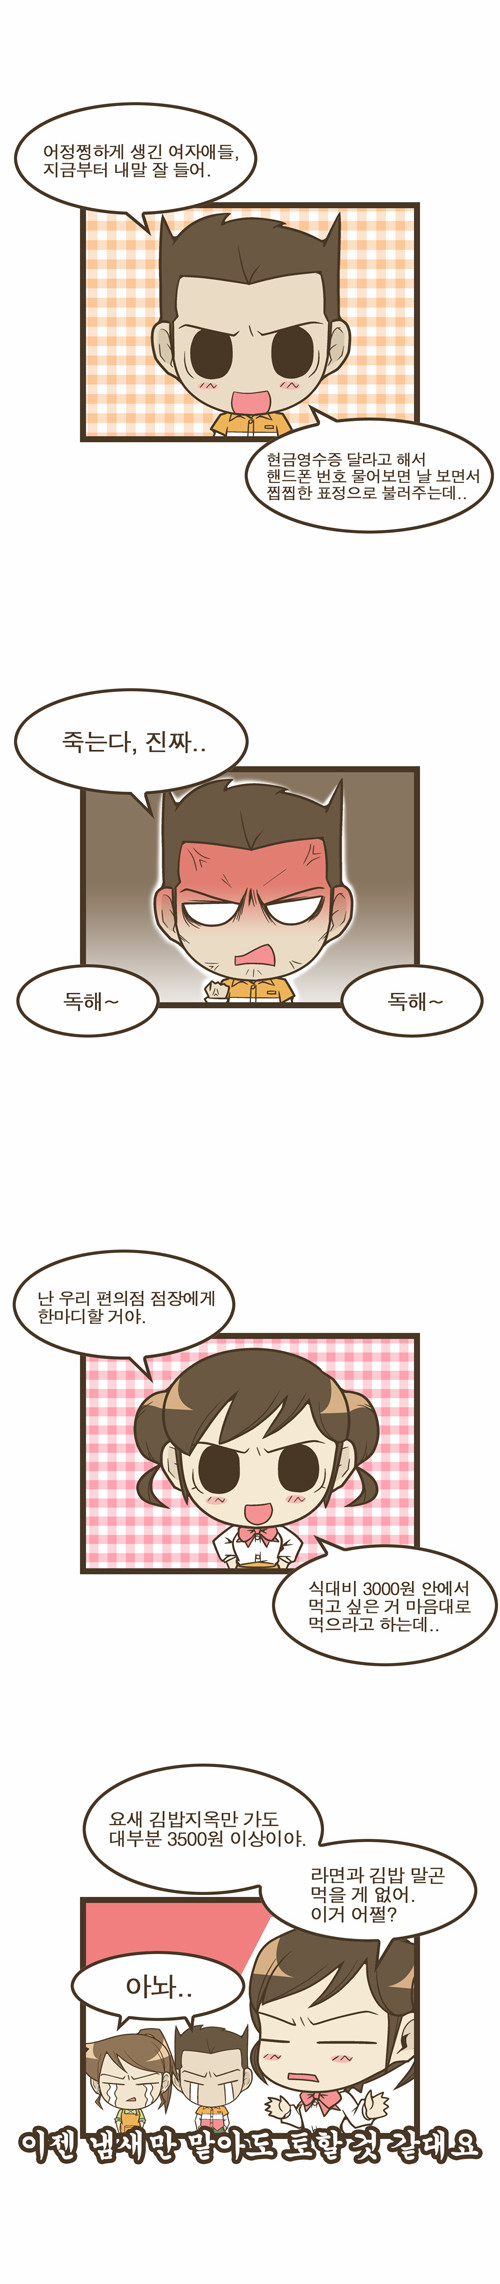 어정쩡하게 생긴 여자애들,
지금부터 내말 잘 들어.
현금영수증 달라고 해서
핸드폰 번호 물어보면 날 보면서
찝찝한 표정으로 불러주는데..
죽는다, 진짜..
독해~
독해~
난 우리 편의점 점장에게
한마디할 거야.
식대비 3000원 안에서
먹고 싶은 거 마음대로
먹으라고 하는데..
요새 김밥지옥만 가도
대부분 3500원 이상이야.
라면과 김밥 말곤
먹을 게 없어.
이거 어쩔?
아놔..
이젠 냄새만 맡아도 토할 것 같대요